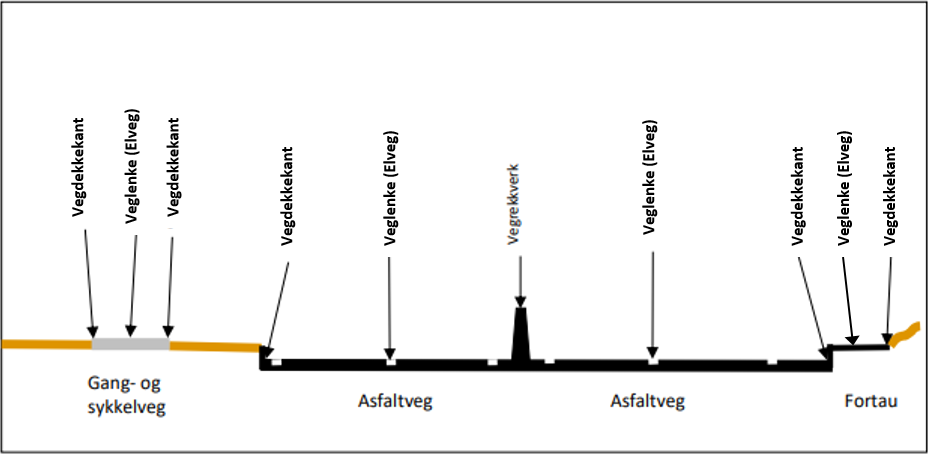 Vegdekkekant
Veglenke (Elveg)
Vegdekkekant
Vegdekkekant
Veglenke (Elveg)
Vegrekkverk
Veglenke (Elveg)
Vegdekkekant
Veglenke (Elveg)
Vegdekkekant
Gang- og
sykkelveg
Asfaltveg
Asfaltveg
Fortau